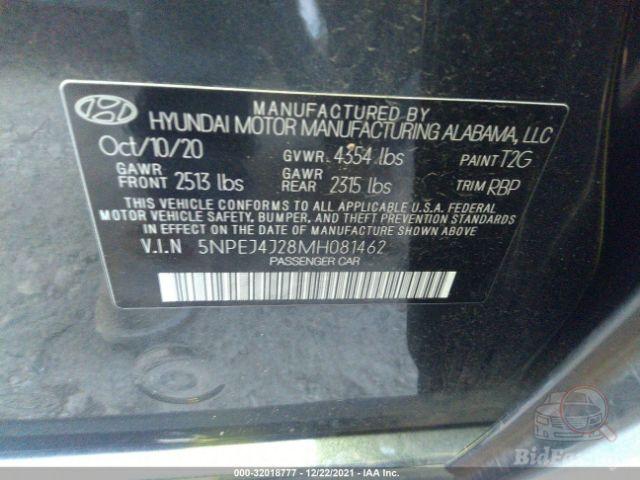 MANUFACTURED BY
HYUNDAI MOTOR MANUFACTURING ALABAMA, LLC
Oct/10/20 GVWR 4354 lbs PAINT T2G
GAWR FRONT 2513 lbs GAWR REAR 2315 lbs TRIM RBP
THIS VEHICLE CONFORMS TO ALL APPLICABLE U.S.A. FEDERAL
MOTOR VEHICLE SAFETY, BUMPER, AND THEFT PREVENTION STANDARDS
IN EFFECT ON THE DATE OF MANUFACTURE SHOWN ABOVE.
V.I.N 5NPEJ4J28MH081462
PASSENGER CAR
000-32018777 - 12/22/2021 - IAA Inc.